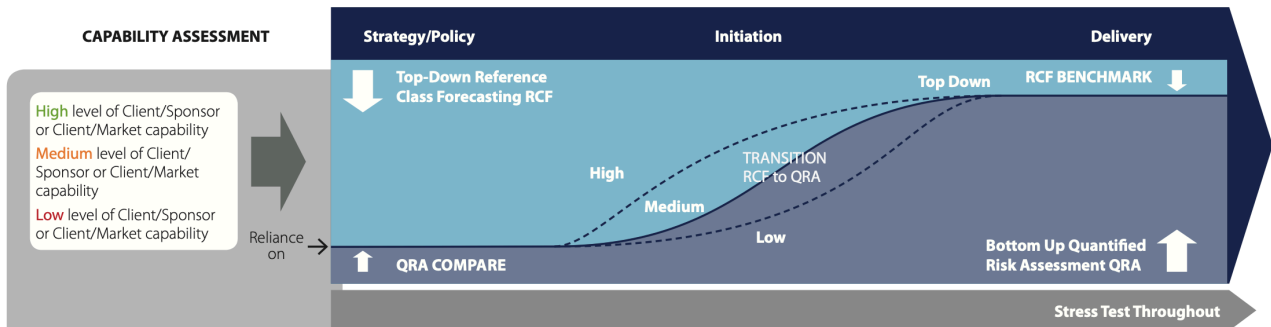 CAPABILITY ASSESSMENT
High level of Client/Sponsor
or Client/Market capability
Medium level of Client/
Sponsor or Client/Market
capability
Low level of Client/Sponsor
or Client/Market capability
Reliance
on
Strategy/Policy
Initiation
Delivery
Top-Down Reference
Class Forecasting RCF
Top Down
RCF BENCHMARK
High
TRANSITION
RCF to QRA
Medium
Low
QRA COMPARE
Bottom Up Quantified
Risk Assessment QRA
Stress Test Throughout